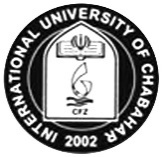 INTERNATIONAL UNIVERSITY OF CHABAHAR
CFZ
2002